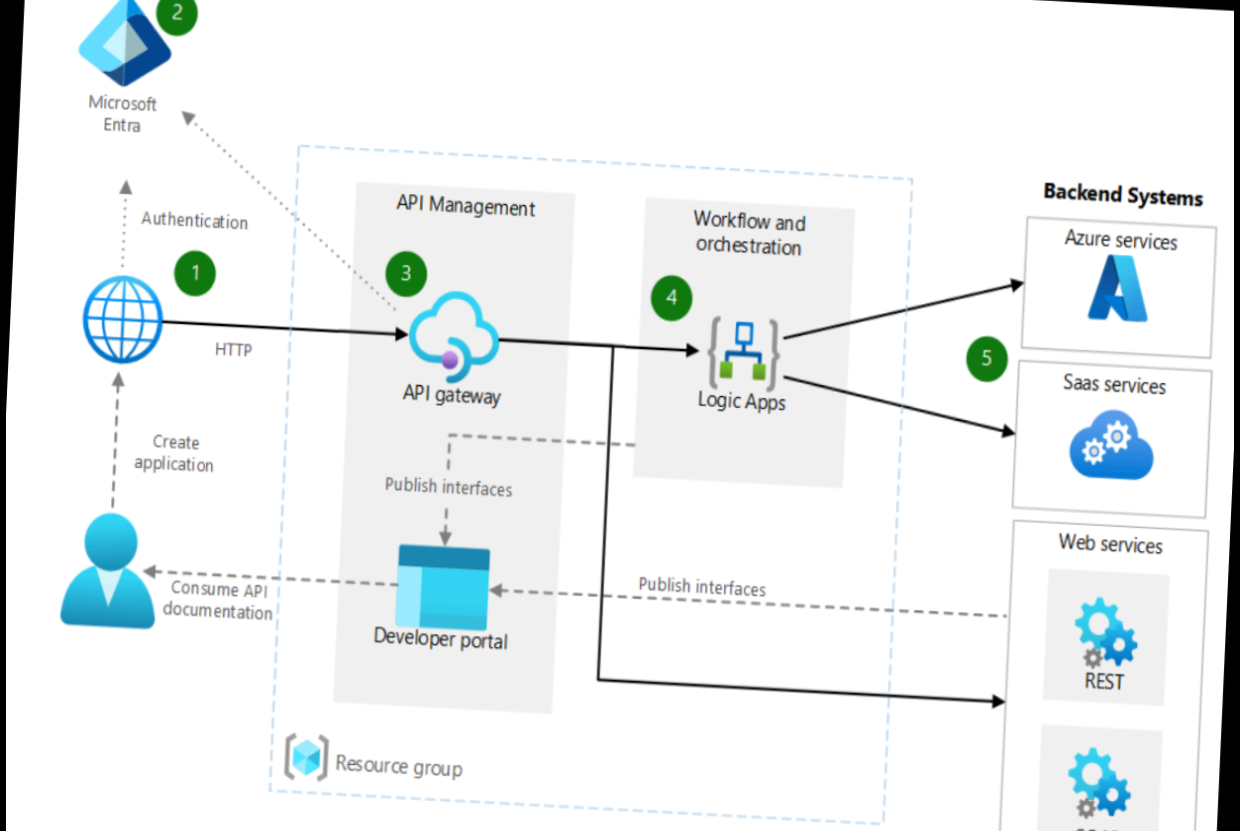 2
Microsoft
Entra
Authentication
1
HTTP
Create
application
Consume API
documentation
API Management
3
API gateway
Publish interfaces
Developer portal
Resource group
Workflow and
orchestration
4
Logic Apps
Publish interfaces
5
Backend Systems
Azure services
Saas services
Web services
REST